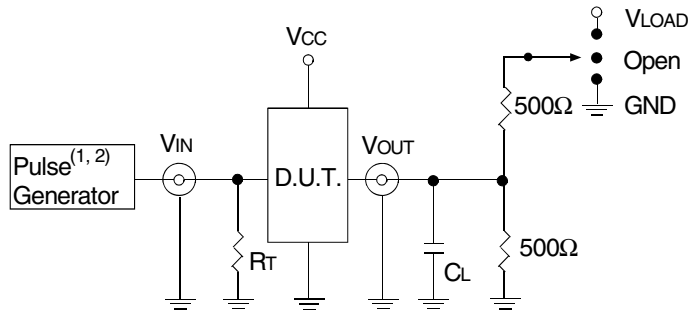 VLOAD
VCC
Open
500Ω
GND
VIN
VOUT
Pulse(1, 2)
Generator
D.U.T.
RT
CL
500Ω